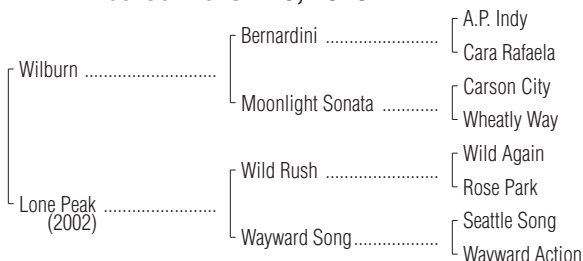 A.P. Indy
Bernardini ........................
Cara Rafaela
Wilburn ...........................
Carson City
Moonlight Sonata ............
Wheatly Way
Wild Again
Wild Rush ........................
Rose Park
Lone Peak .......................
(2002)
Seattle Song
Wayward Song..................
Wayward Action